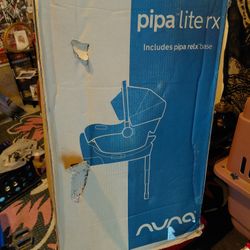 pipa lite rx
Includes pipa relx base
nuna